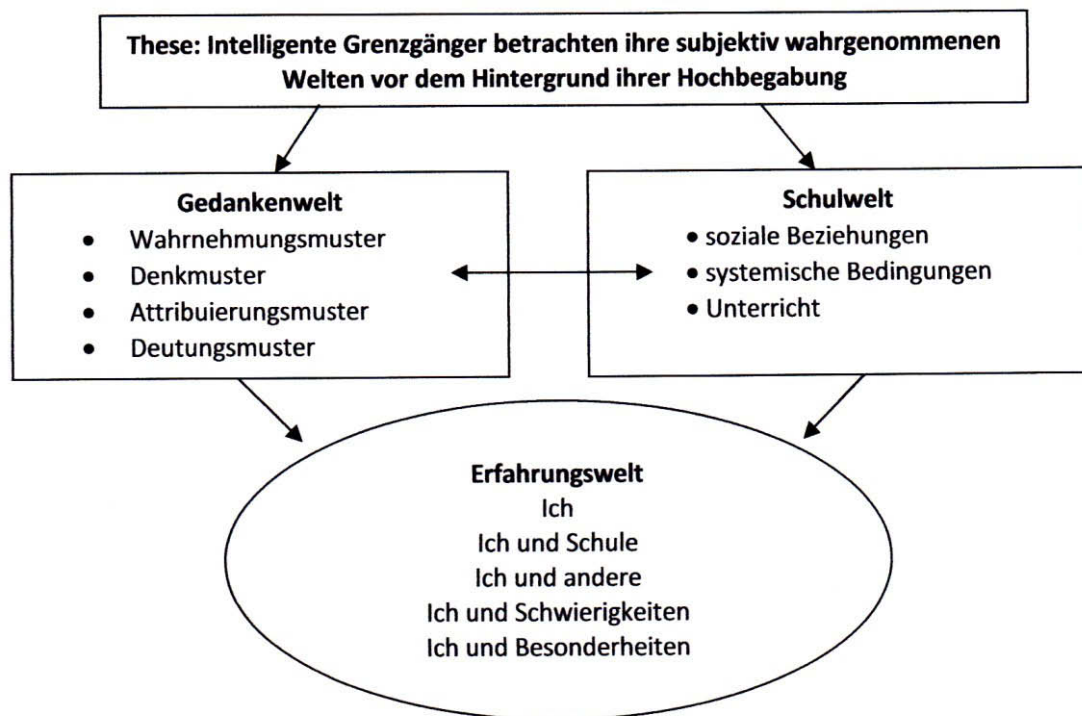 These: Intelligente Grenzgänger betrachten ihre subjektiv wahrgenommenen
Welten vor dem Hintergrund ihrer Hochbegabung
Gedankenwelt
• Wahrnehmungsmuster
• Denkmuster
• Attribuierungsmuster
• Deutungsmuster
Schulwelt
• soziale Beziehungen
• systemische Bedingungen
• Unterricht
Erfahrungswelt
Ich
Ich und Schule
Ich und andere
Ich und Schwierigkeiten
Ich und Besonderheiten